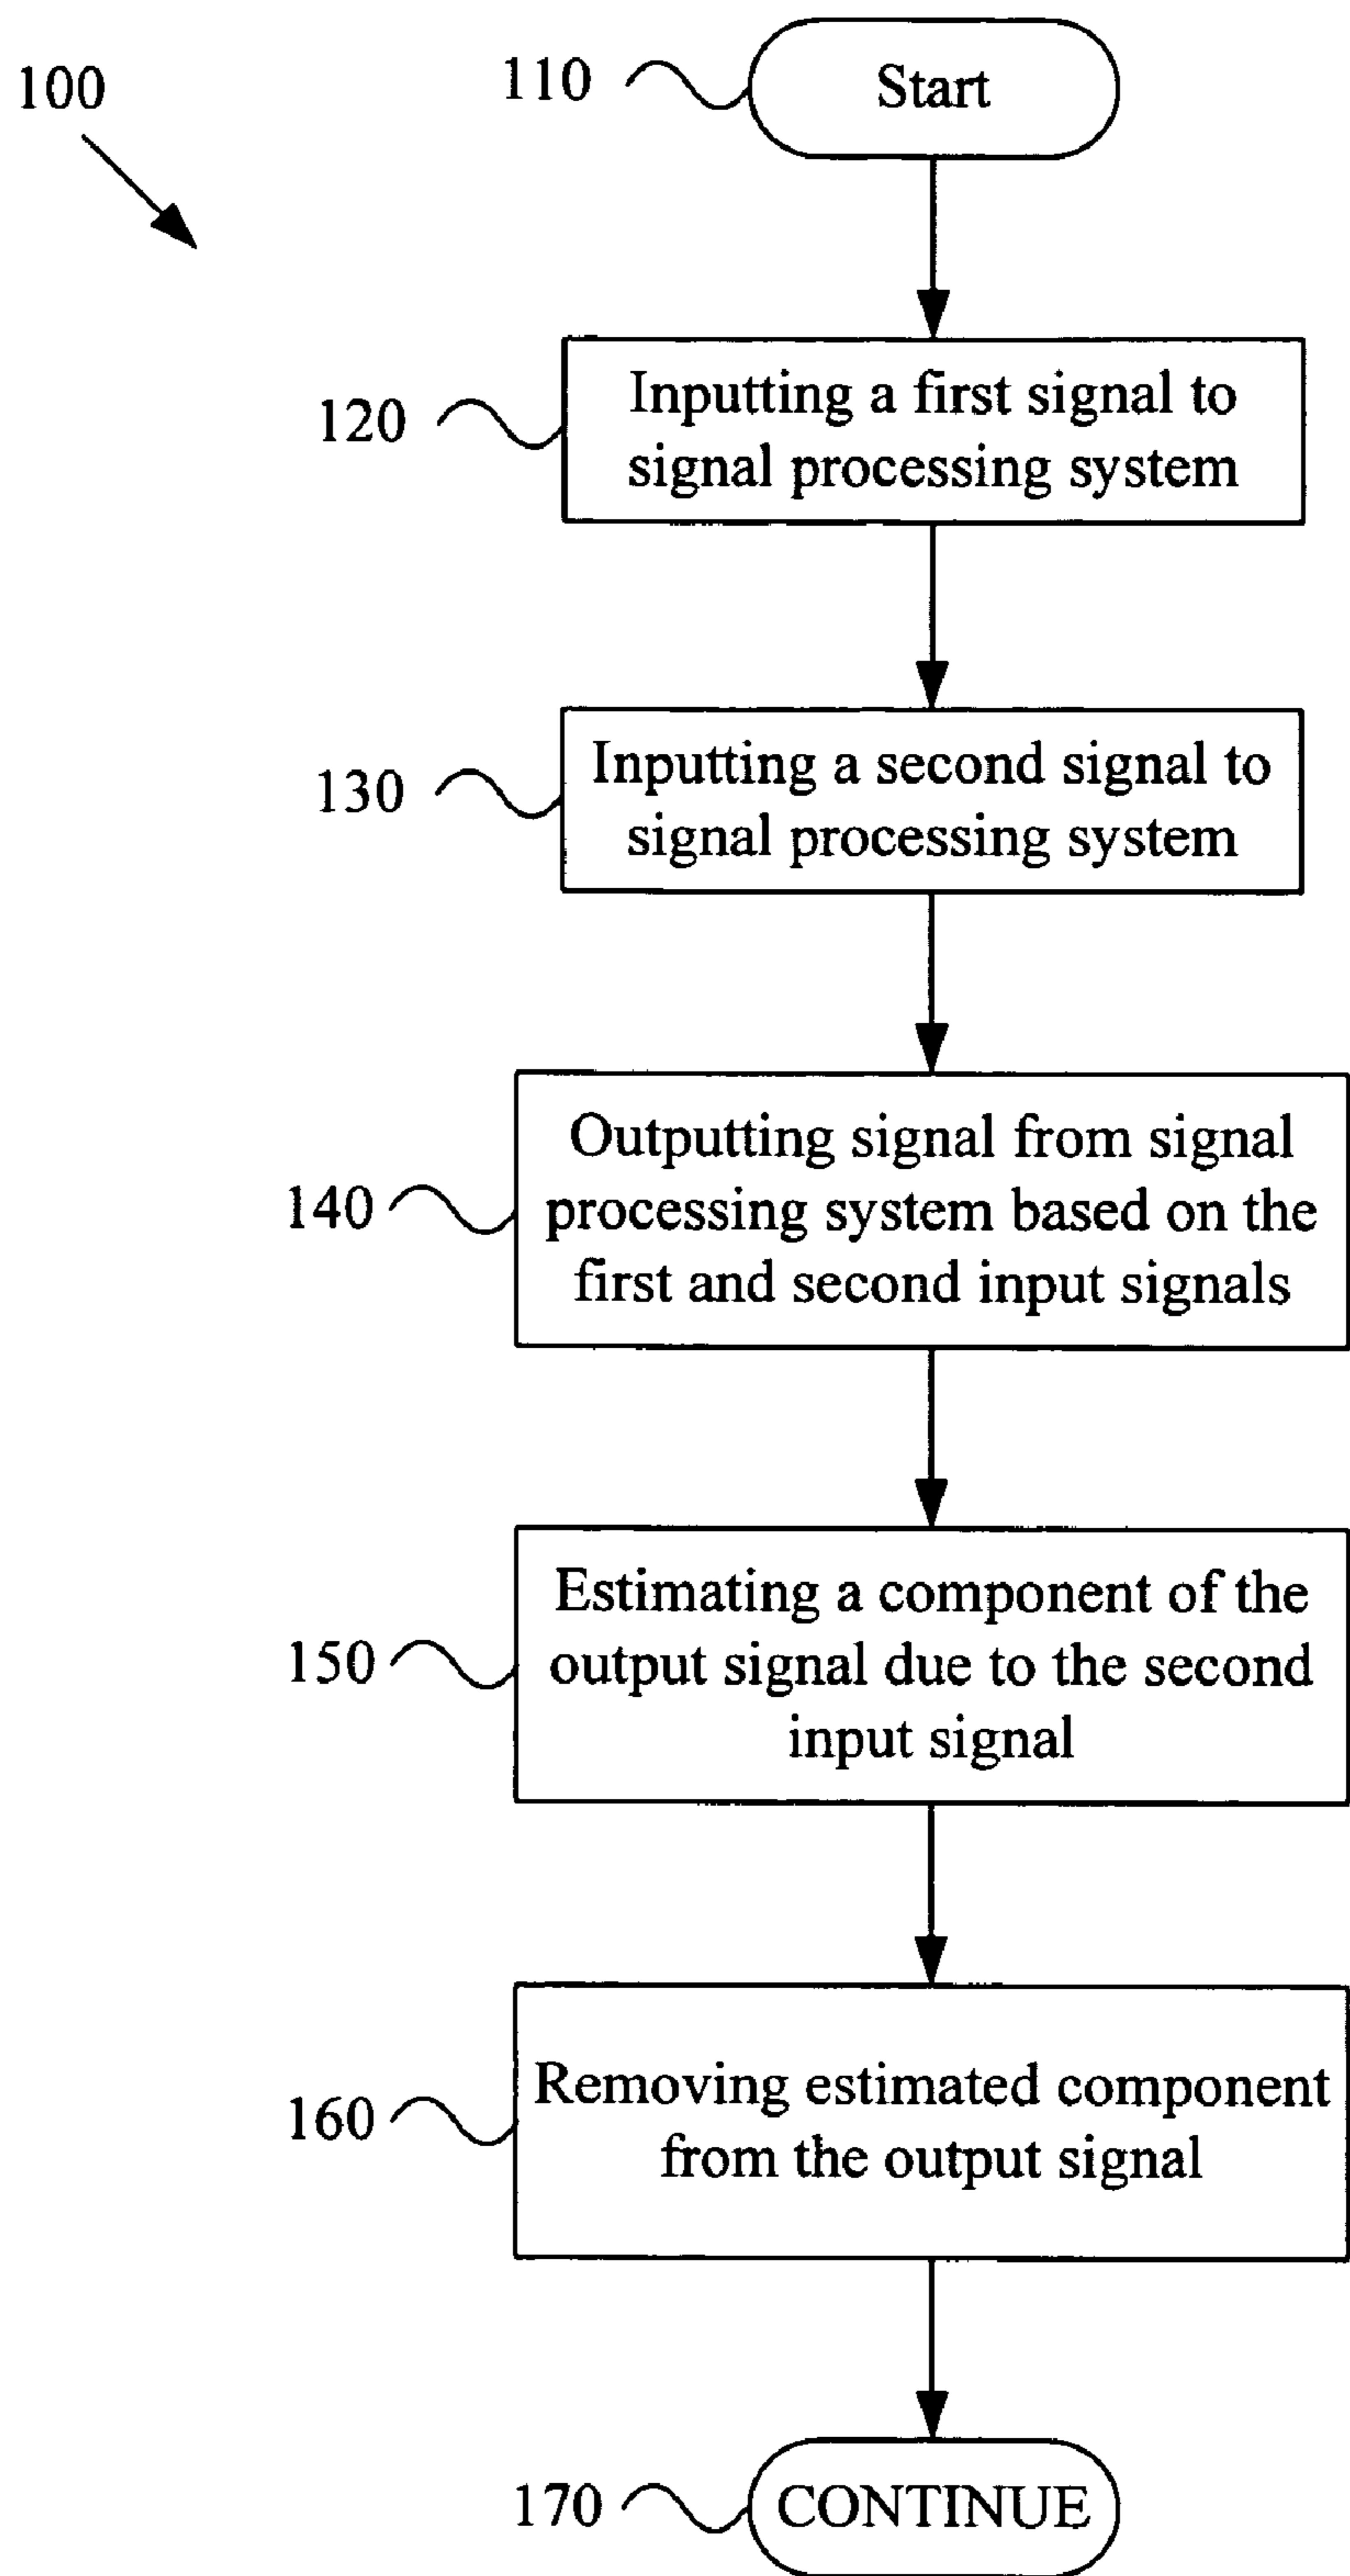 100
110
Start
120
Inputting a first signal to
signal processing system
130
Inputting a second signal to
signal processing system
140
Outputting signal from signal
processing system based on the
first and second input signals
150
Estimating a component of the
output signal due to the second
input signal
160
Removing estimated component
from the output signal
170
CONTINUE